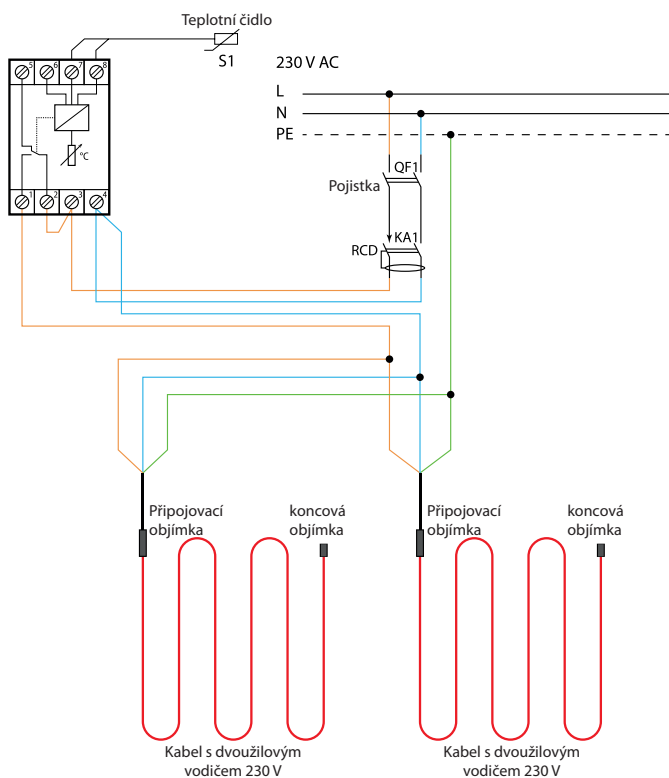 Teplotní čidlo
S1
230 V AC
L
N
PE
5 6 7 8
°C
1 2 3 4
QF1
Pojistka
KA1
RCD
Připojovací
objímka
koncová
objímka
Připojovací
objímka
koncová
objímka
Kabel s dvoužilovým
vodičem 230 V
Kabel s dvoužilovým
vodičem 230 V